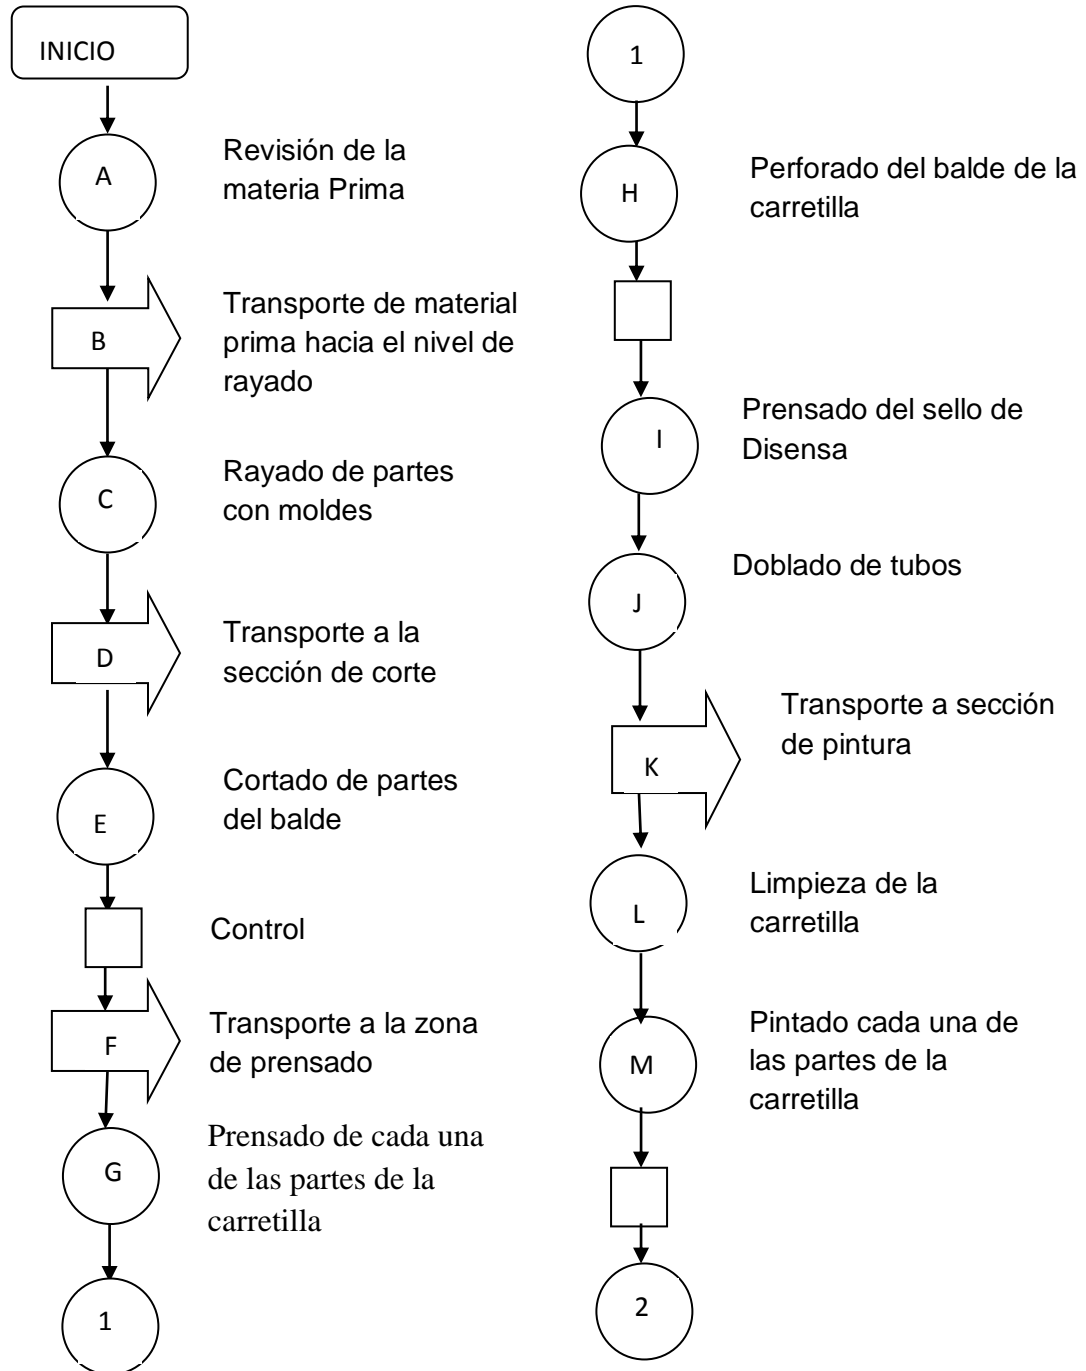 INICIO
A
Revisión de la
materia Prima
B
Transporte de material
prima hacia el nivel de
rayado
C
Rayado de partes
con moldes
D
Transporte a la
sección de corte
E
Cortado de partes
del balde
Control
F
Transporte a la zona
de prensado
G
Prensado de cada una
de las partes de la
carretilla
1
1
H
Perforado del balde de la
carretilla
I
Prensado del sello de
Disensa
J
Doblado de tubos
K
Transporte a sección
de pintura
L
Limpieza de la
carretilla
M
Pintado cada una de
las partes de la
carretilla
2